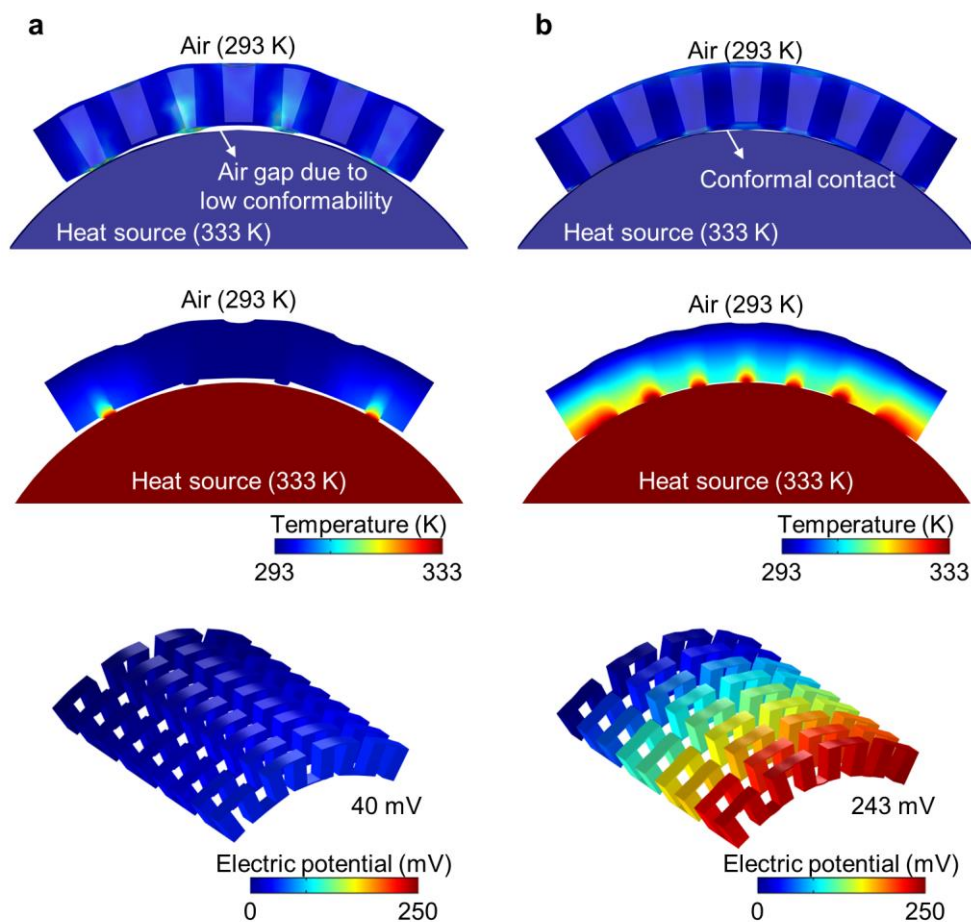 a
Air (293 K)
Air gap due to
low conformability
Heat source (333 K)
Air (293 K)
Heat source (333 K)
Temperature (K)
293 333
40 mV
Electric potential (mV)
0 250
b
Air (293 K)
Conformal contact
Heat source (333 K)
Air (293 K)
Heat source (333 K)
Temperature (K)
293 333
243 mV
Electric potential (mV)
0 250